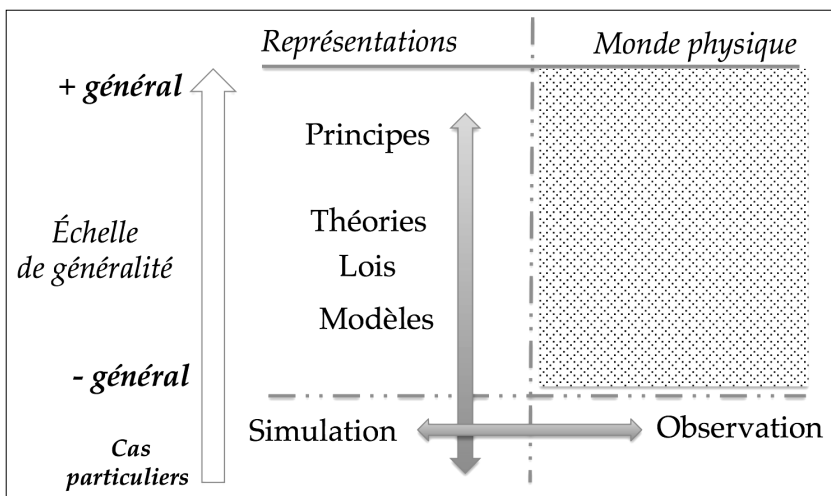 Représentations
Monde physique
+ général
Principes
Échelle
de généralité
Théories
Lois
Modèles
- général
Simulation
Observation
Cas
particuliers